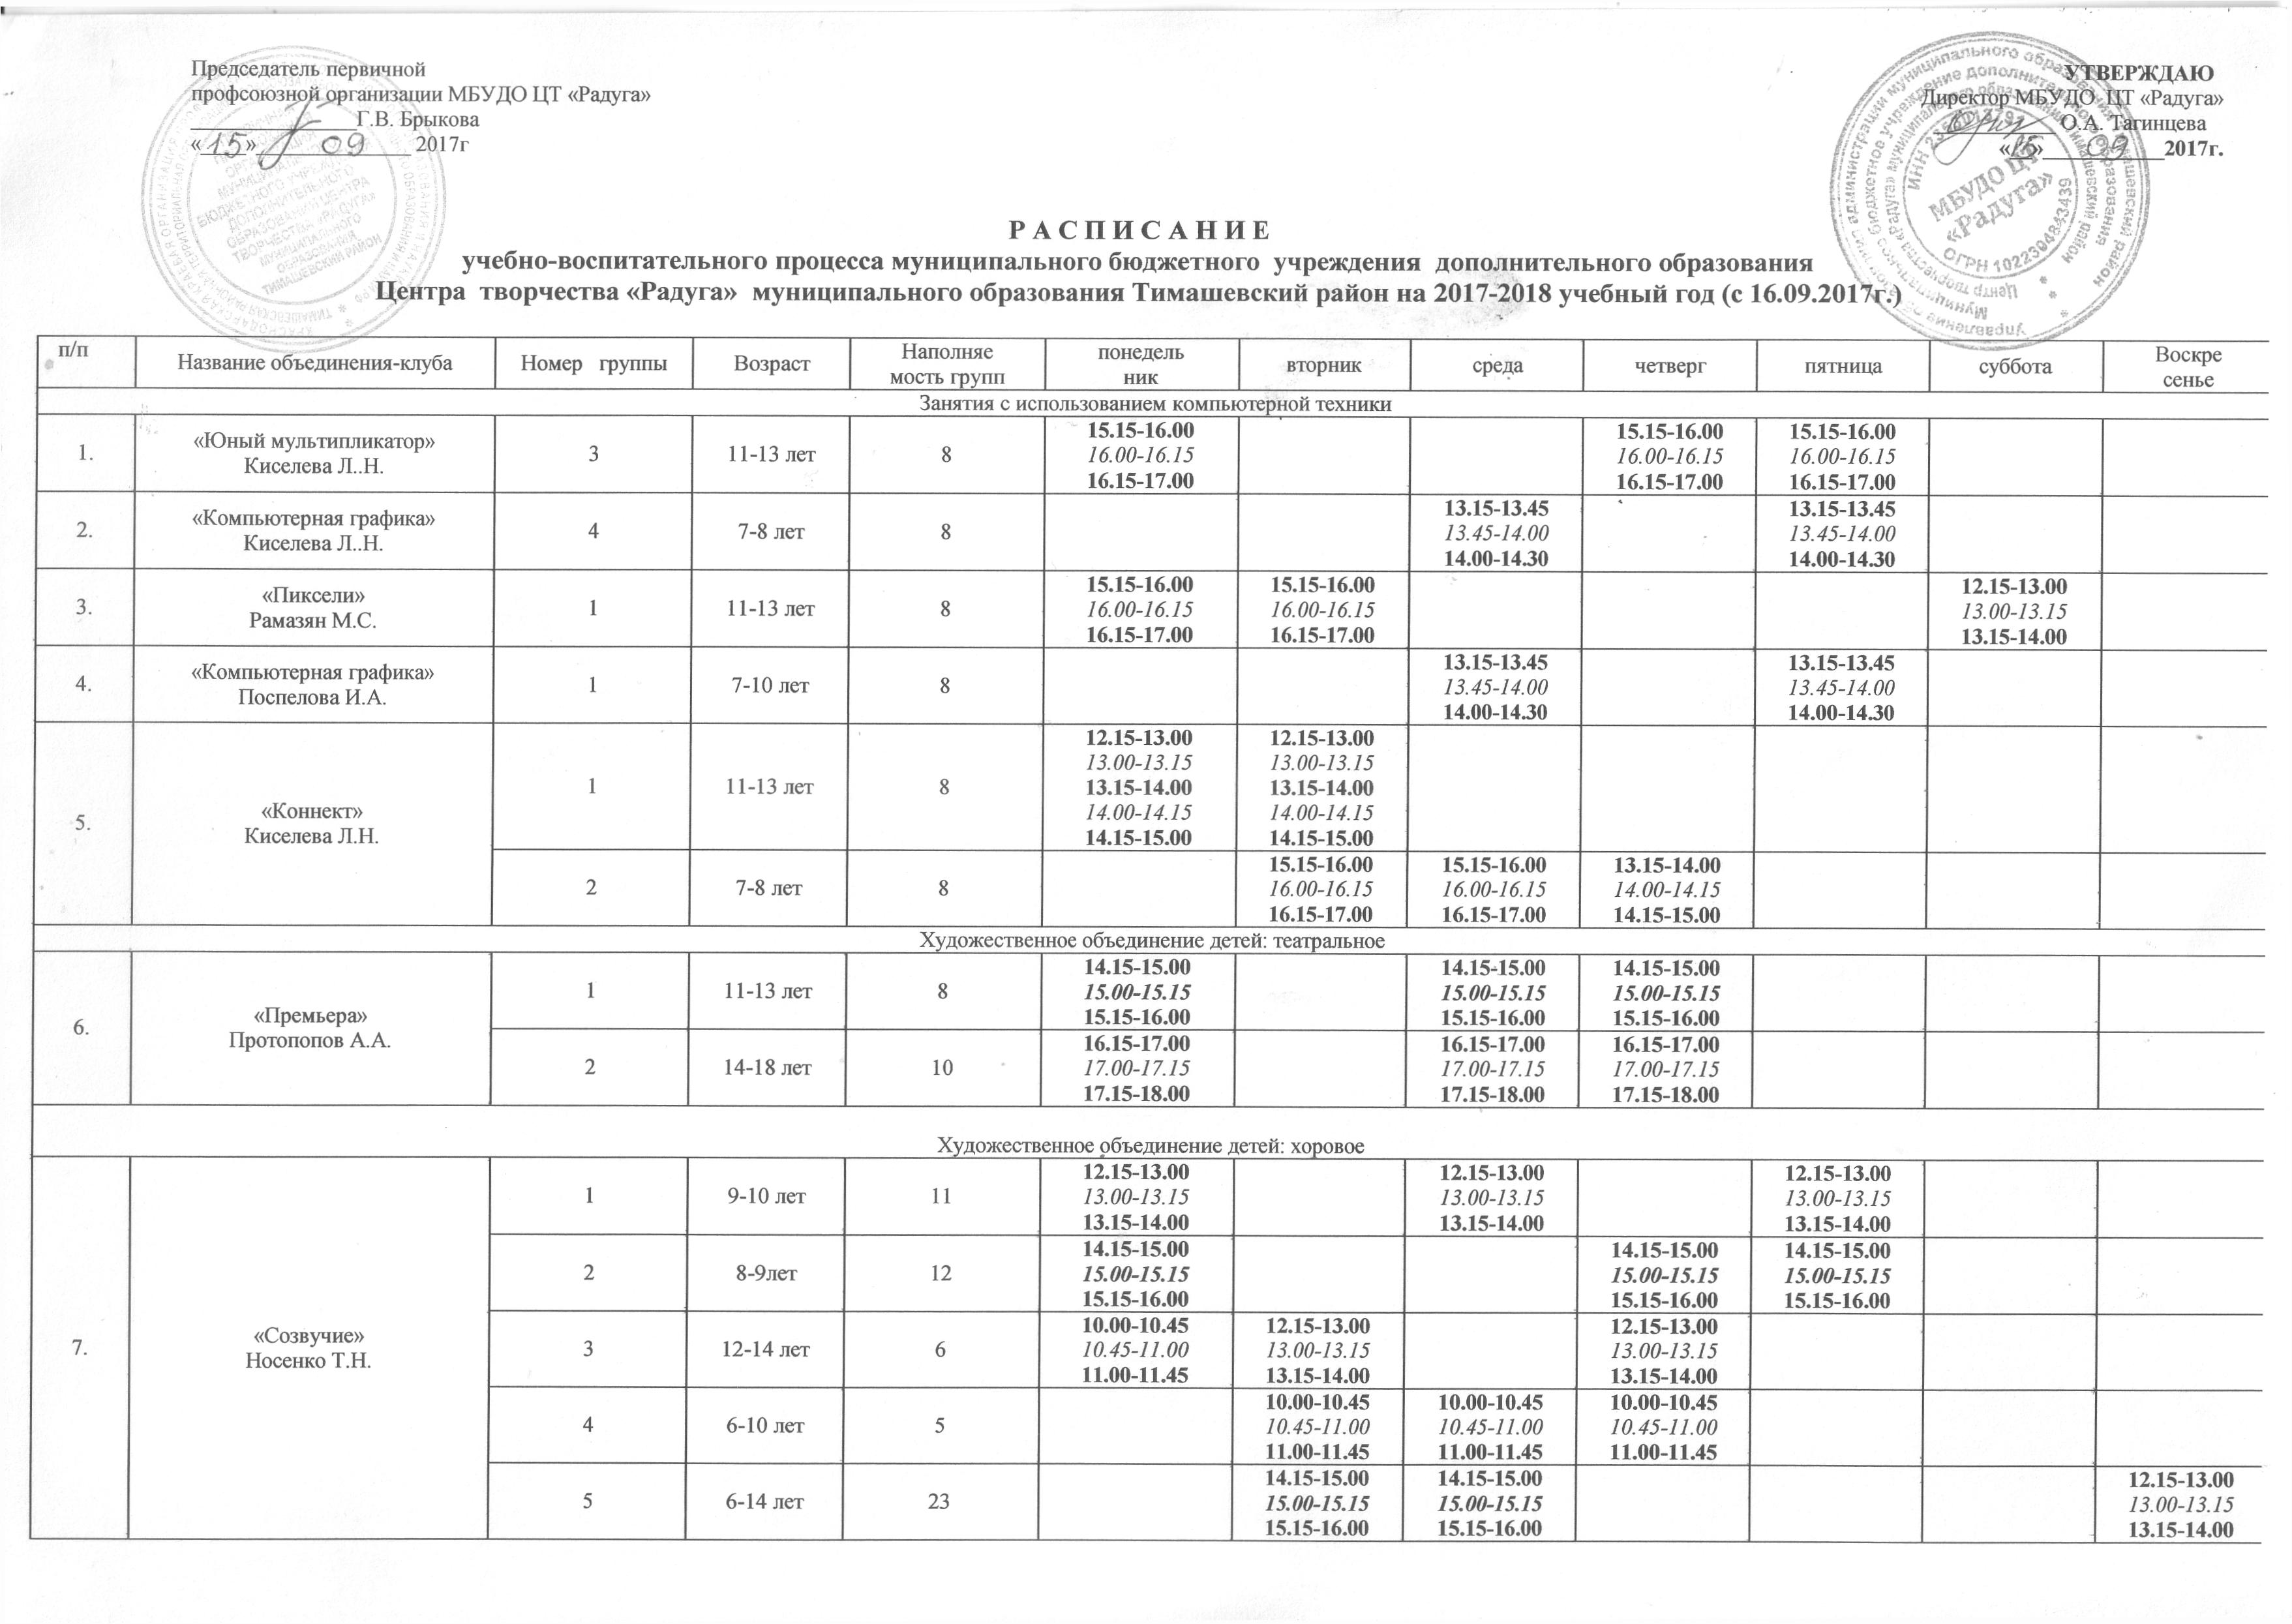 Председатель первичной
профсоюзной организации МБУДО ЦТ «Радуга»
Г.В. Брыкова
«15» 09 2017г
УТВЕРЖДАЮ
Директор МБУДО ЦТ «Радуга»
О.А. Тагинцева
«15» 09 2017г.
МБУДО ЦТ
«Радуга»
Р А С П И С А Н И Е
учебно-воспитательного процесса муниципального бюджетного учреждения дополнительного образования
Центра творчества «Радуга» муниципального образования Тимашевский район на 2017-2018 учебный год (с 16.09.2017г.)
п/п Название объединения-клуба Номер группы Возраст Наполняе мость групп понедель ник вторник среда четверг пятница суббота Воскре сенье
Занятия с использованием компьютерной техники
1. «Юный мультипликатор» 3 11-13 лет 8 15.15-16.00 15.15-16.00 15.15-16.00
Киселева Л..Н. 16.00-16.15 16.00-16.15 16.00-16.15
16.15-17.00 16.15-17.00 16.15-17.00
2. «Компьютерная графика» 4 7-8 лет 8 13.15-13.45 13.15-13.45
Киселева Л..Н. 13.45-14.00 13.45-14.00
14.00-14.30 14.00-14.30
3. «Пиксели» 1 11-13 лет 8 15.15-16.00 15.15-16.00 12.15-13.00
Рамазян М.С. 16.00-16.15 16.00-16.15 13.00-13.15
16.15-17.00 16.15-17.00 13.15-14.00
4. «Компьютерная графика» 1 7-10 лет 8 13.15-13.45 13.15-13.45
Поспелова И.А. 13.45-14.00 13.45-14.00
14.00-14.30 14.00-14.30
5. «Коннект»
Киселева Л.Н.
1 11-13 лет 8 12.15-13.00 12.15-13.00
13.00-13.15 13.00-13.15
13.15-14.00 13.15-14.00
14.00-14.15 14.00-14.15
14.15-15.00 14.15-15.00
2 7-8 лет 8 15.15-16.00 15.15-16.00 13.15-14.00
16.00-16.15 16.00-16.15 14.00-14.15
16.15-17.00 16.15-17.00 14.15-15.00
Художественное объединение детей: театральное
6. «Премьера»
Протопопов А.А.
1 11-13 лет 8 14.15-15.00 14.15-15.00 14.15-15.00
15.00-15.15 15.00-15.15 15.00-15.15
15.15-16.00 15.15-16.00 15.15-16.00
2 14-18 лет 10 16.15-17.00 16.15-17.00 16.15-17.00
17.00-17.15 17.00-17.15 17.00-17.15
17.15-18.00 17.15-18.00 17.15-18.00
Художественное объединение детей: хоровое
7. «Созвучие»
Носенко Т.Н.
1 9-10 лет 11 12.15-13.00 12.15-13.00 12.15-13.00
13.00-13.15 13.00-13.15 13.00-13.15
13.15-14.00 13.15-14.00 13.15-14.00
2 8-9лет 12 14.15-15.00 14.15-15.00 14.15-15.00
15.00-15.15 15.00-15.15 15.00-15.15
15.15-16.00 15.15-16.00 15.15-16.00
3 12-14 лет 6 10.00-10.45 12.15-13.00 12.15-13.00
10.45-11.00 13.00-13.15 13.00-13.15
11.00-11.45 13.15-14.00 13.15-14.00
4 6-10 лет 5 10.00-10.45 10.00-10.45 10.00-10.45
10.45-11.00 10.45-11.00 10.45-11.00
11.00-11.45 11.00-11.45 11.00-11.45
5 6-14 лет 23 14.15-15.00 14.15-15.00 12.15-13.00
15.00-15.15 15.00-15.15 13.00-13.15
15.15-16.00 15.15-16.00 13.15-14.00